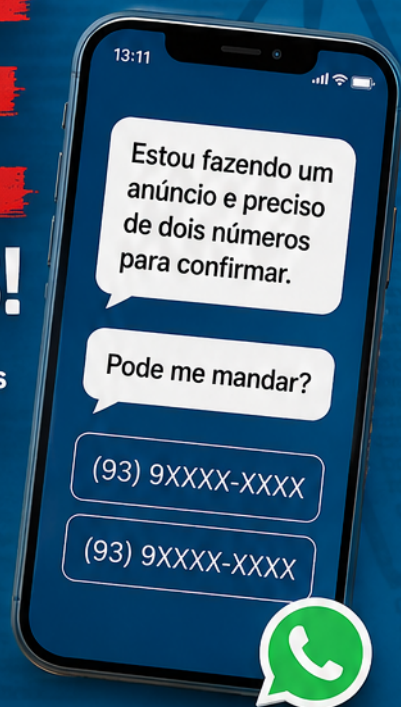 13:11
Estou fazendo um
anúncio e preciso
de dois números
para confirmar.
!
s
Pode me mandar?
(93) 9XXXX-XXXX
(93) 9XXXX-XXXX